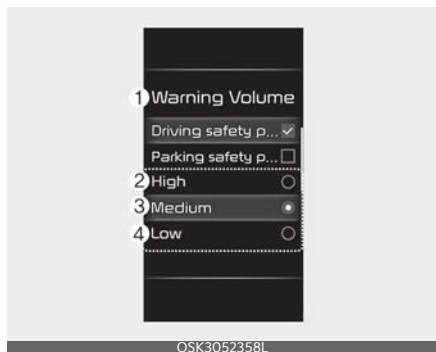 1 Warning Volume
Driving safety p...
Parking safety p...
2 High
3 Medium
4 Low
OSK3052358L